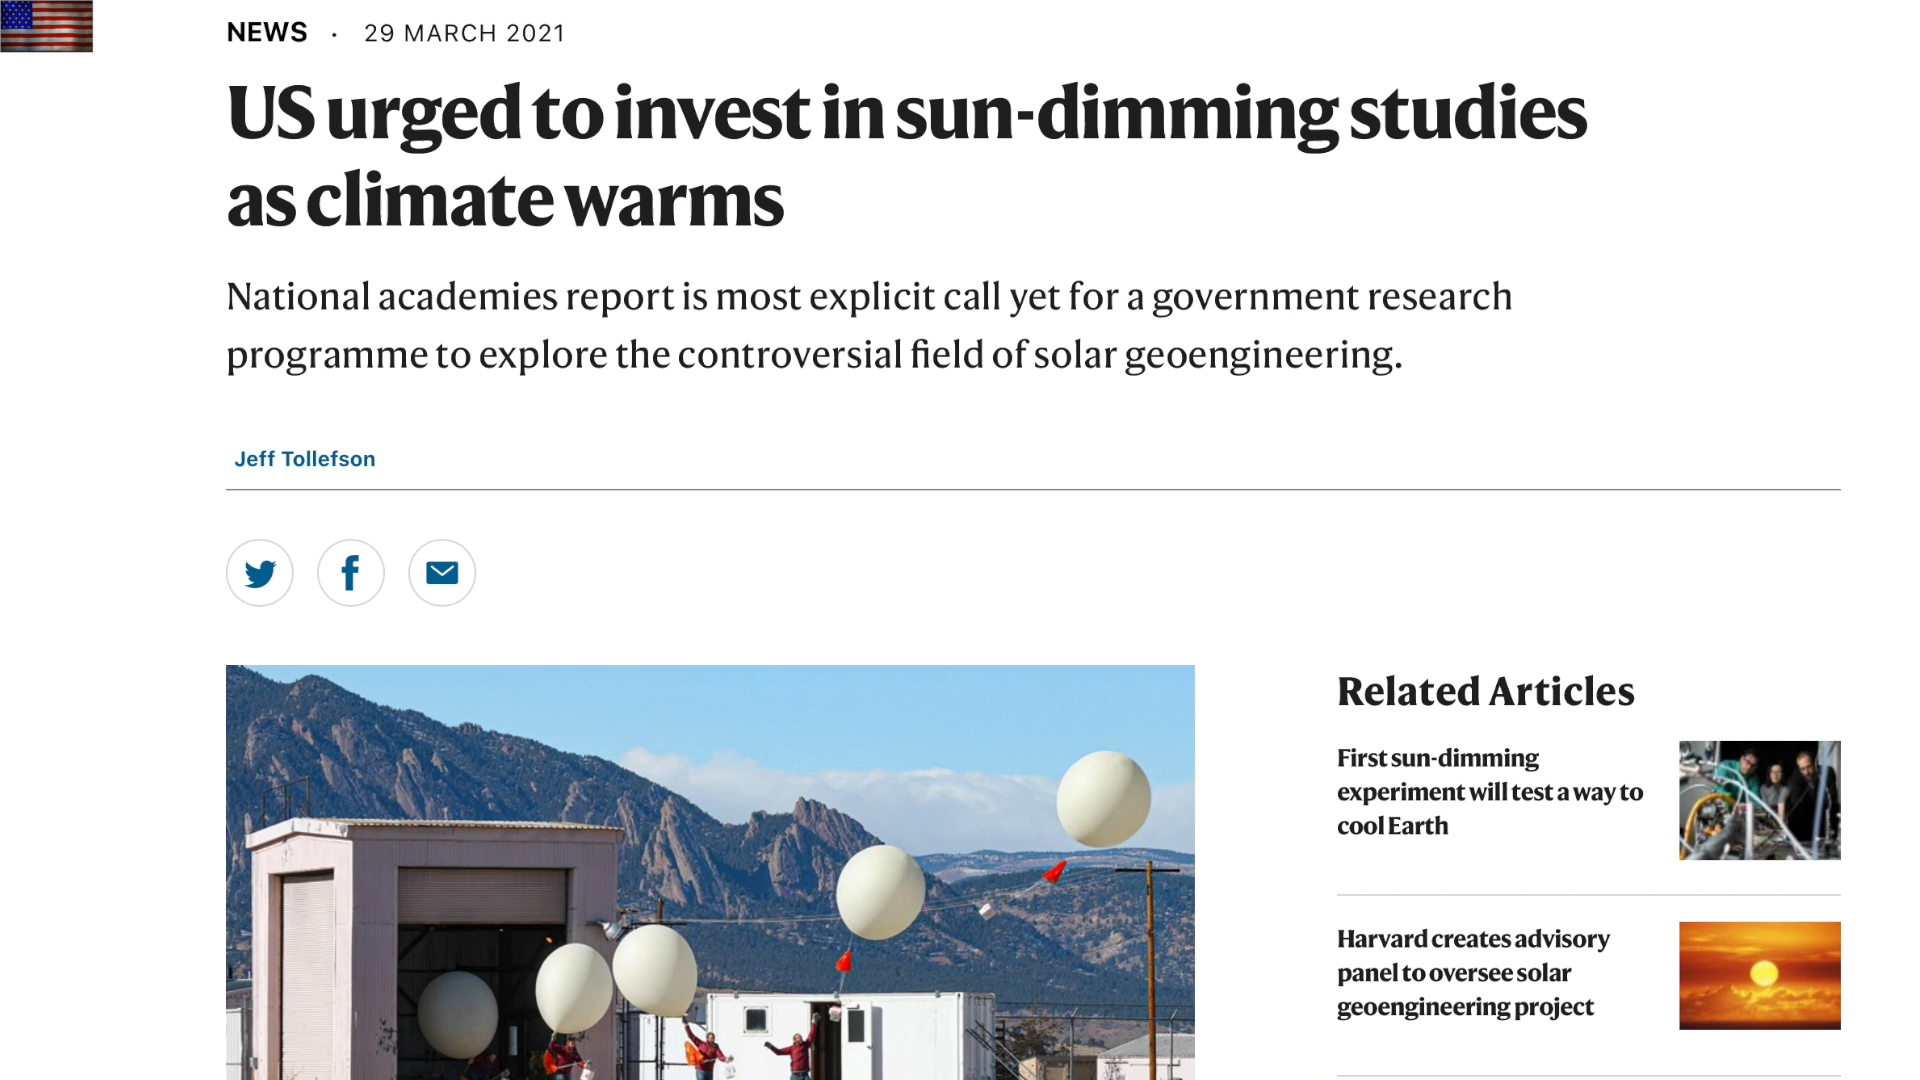 NEWS · 29 MARCH 2021
US urged to invest in sun-dimming studies
as climate warms
National academies report is most explicit call yet for a government research
programme to explore the controversial field of solar geoengineering.
Jeff Tollefson
Related Articles
First sun-dimming
experiment will test a way to
cool Earth
Harvard creates advisory
panel to oversee solar
geoengineering project